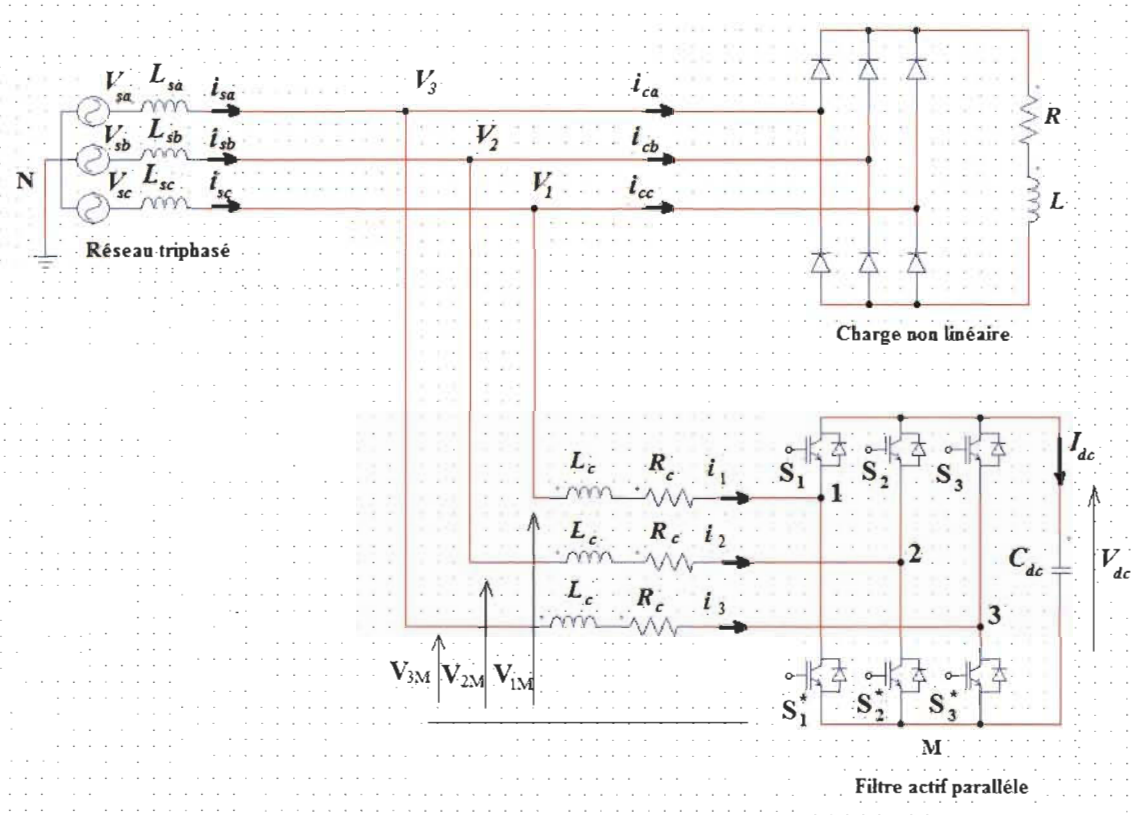 V_sa L_sa i_sa V_3 i_ca
V_sb L_sb i_sb V_2 i_cb
N V_sc L_sc i_sc V_1 i_cc
R
L
Réseau triphasé
Charge non linéaire
L_c R_c i_1 1
L_c R_c i_2 2
L_c R_c i_3 3
S_1 S_2 S_3
I_dc
C_dc V_dc
V_3M V_2M V_1M
S_1^* S_2^* S_3^*
M
Filtre actif paralléle